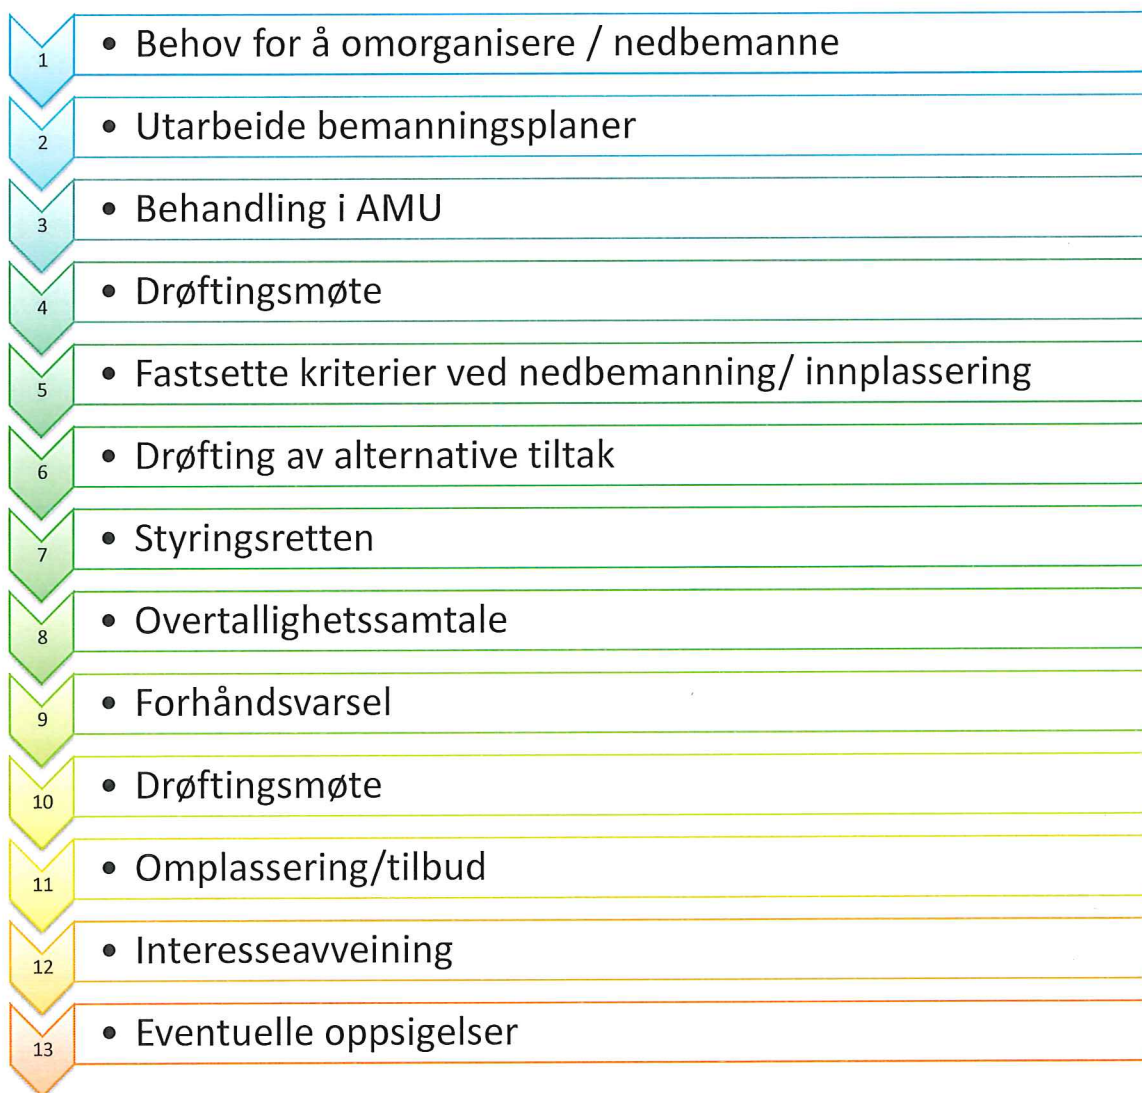 1 • Behov for å omorganisere / nedbemanne
2 • Utarbeide bemanningsplaner
3 • Behandling i AMU
4 • Drøftingsmøte
5 • Fastsette kriterier ved nedbemanning/ innplassering
6 • Drøfting av alternative tiltak
7 • Styringsretten
8 • Overtallighetssamtale
9 • Forhåndsvarsel
10 • Drøftingsmøte
11 • Omplassering/tilbud
12 • Interesseavveining
13 • Eventuelle oppsigelser